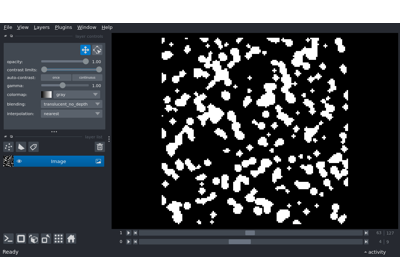 File View Layers Plugins Window Help
opacity: 1.00
contrast limits:
auto-contrast: once continuous
gamma: 1.00
colormap: gray
blending: translucent_no_depth
interpolation: nearest
Image
1
0
Ready
activity